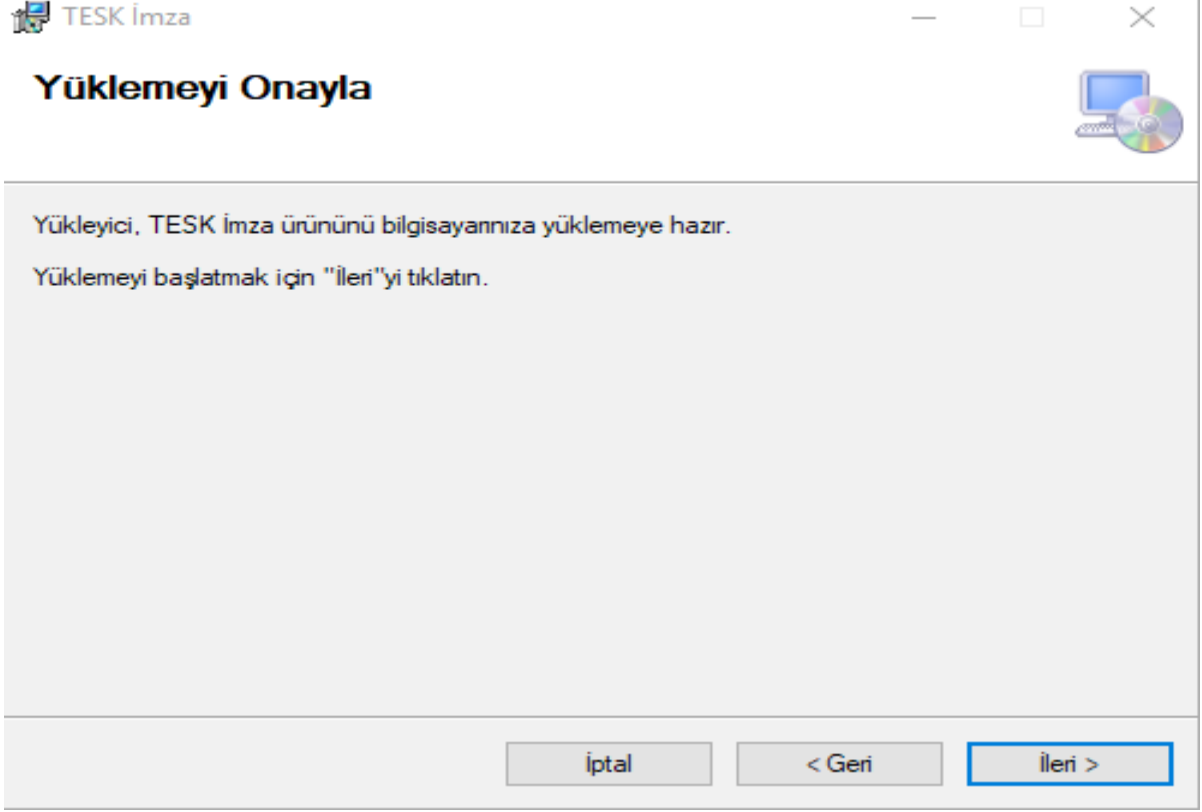 TESK İmza
Yüklemeyi Onayla
Yükleyici, TESK İmza ürününü bilgisayarınıza yüklemeye hazır.
Yüklemeyi başlatmak için "İleri"yi tıklatın.
İptal
< Geri
İleri >